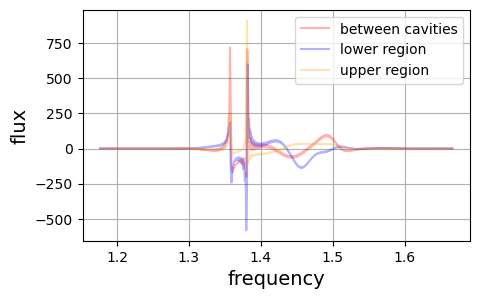 between cavities
lower region
upper region
750
500
250
0
−250
−500
flux
1.2
1.3
1.4
1.5
1.6
frequency